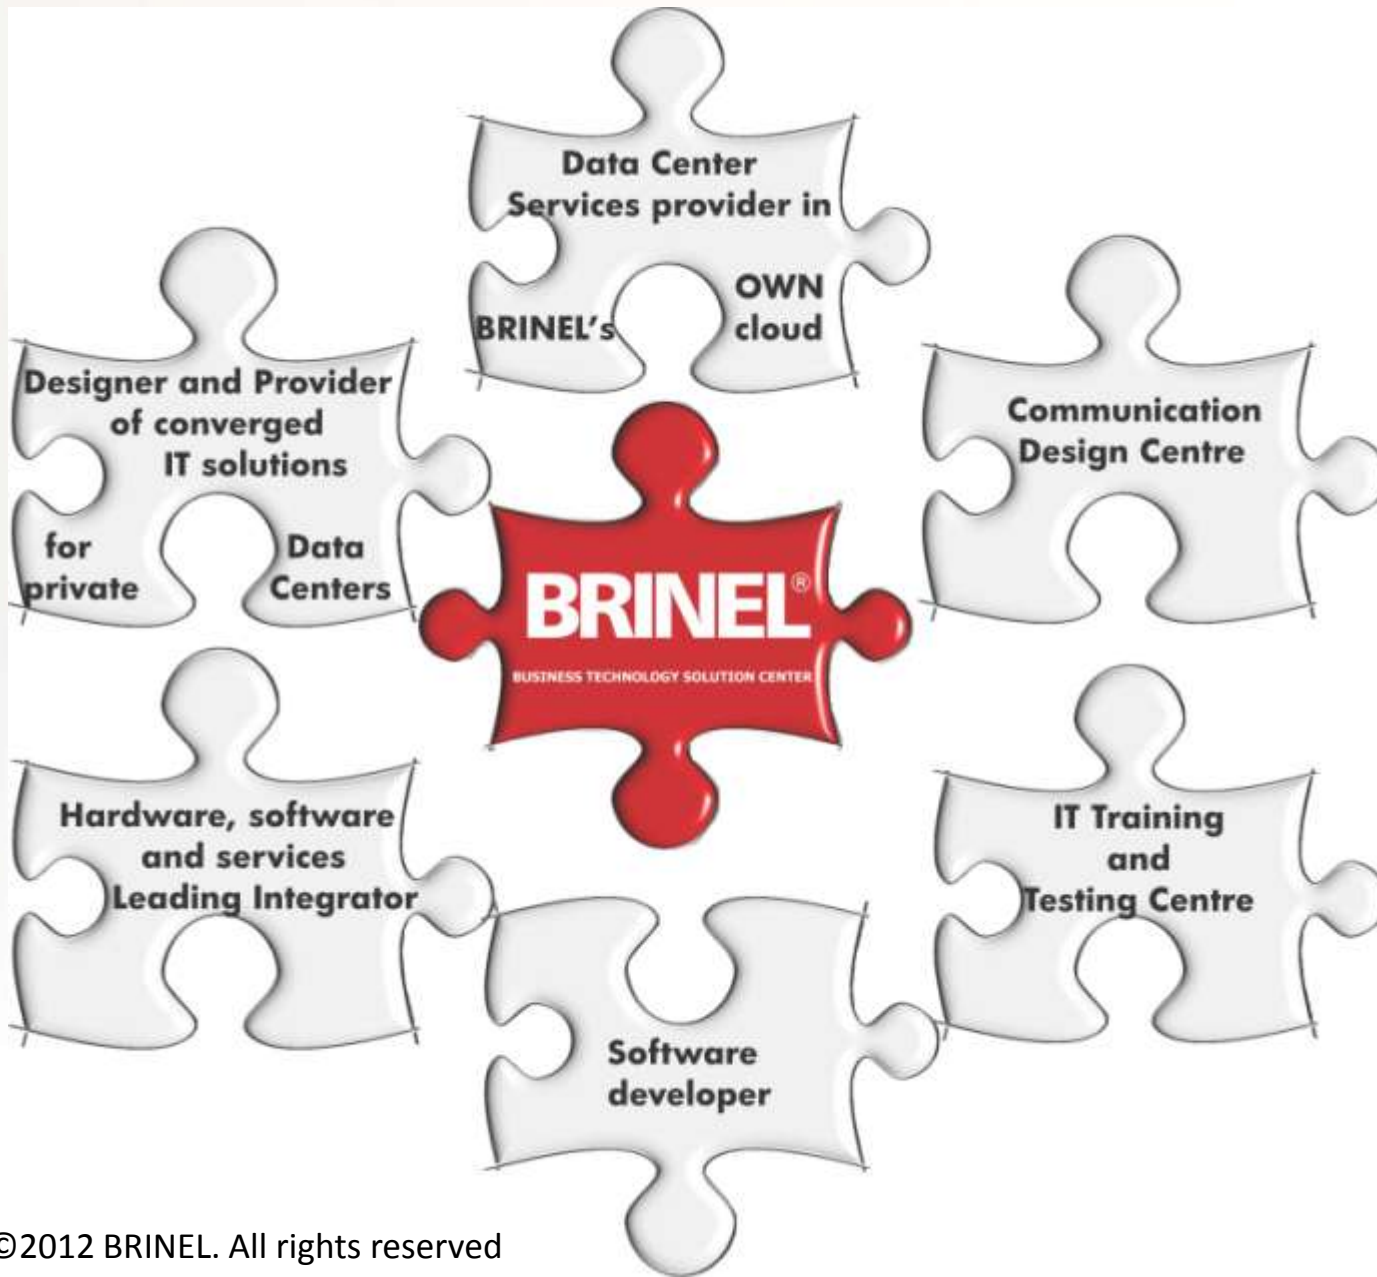 Data Center
Services provider in
BRINEL's OWN
cloud
Designer and Provider
of converged
IT solutions
for Data
private Centers
Communication
Design Centre
BRINEL®
BUSINESS TECHNOLOGY SOLUTION CENTER
Hardware, software
and services
Leading Integrator
IT Training
and
Testing Centre
Software
developer
©2012 BRINEL. All rights reserved